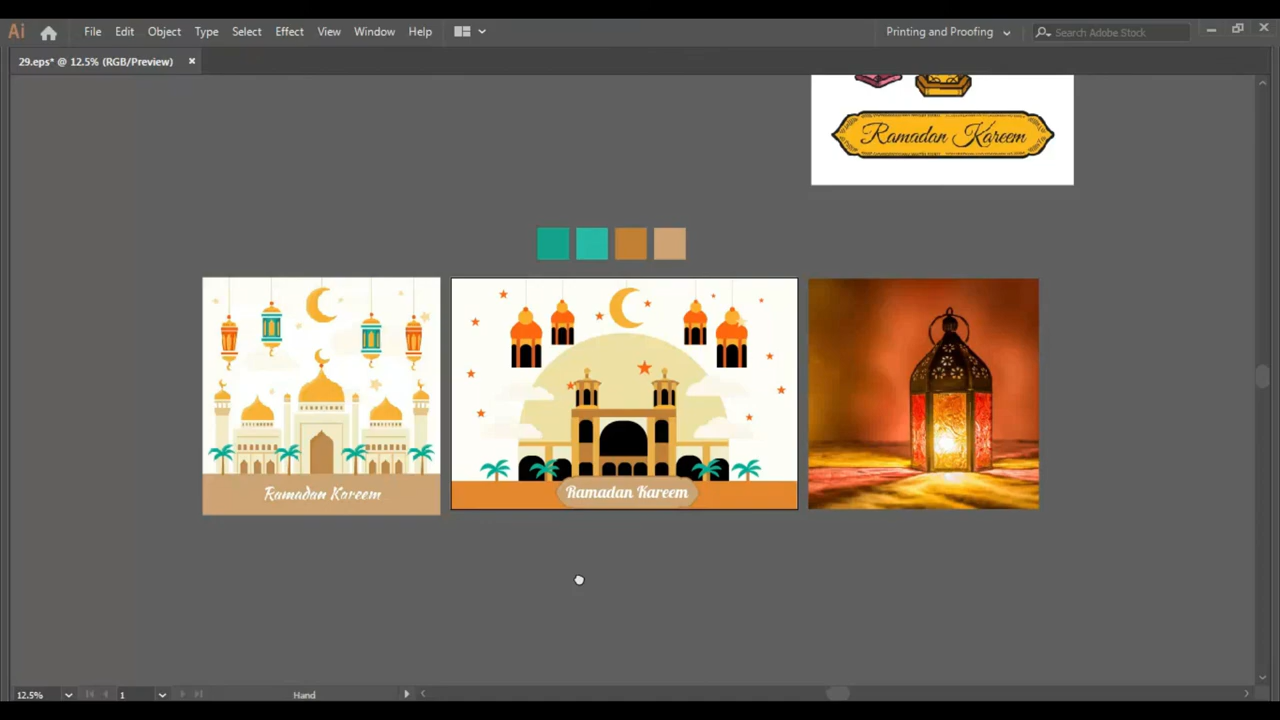 Ai File Edit Object Type Select Effect View Window Help Printing and Proofing Search Adobe Stock
29.eps* @ 12.5% (RGB/Preview)
Ramadan Kareem
Ramadan Kareem
Ramadan Kareem
12.5% 1 Hand